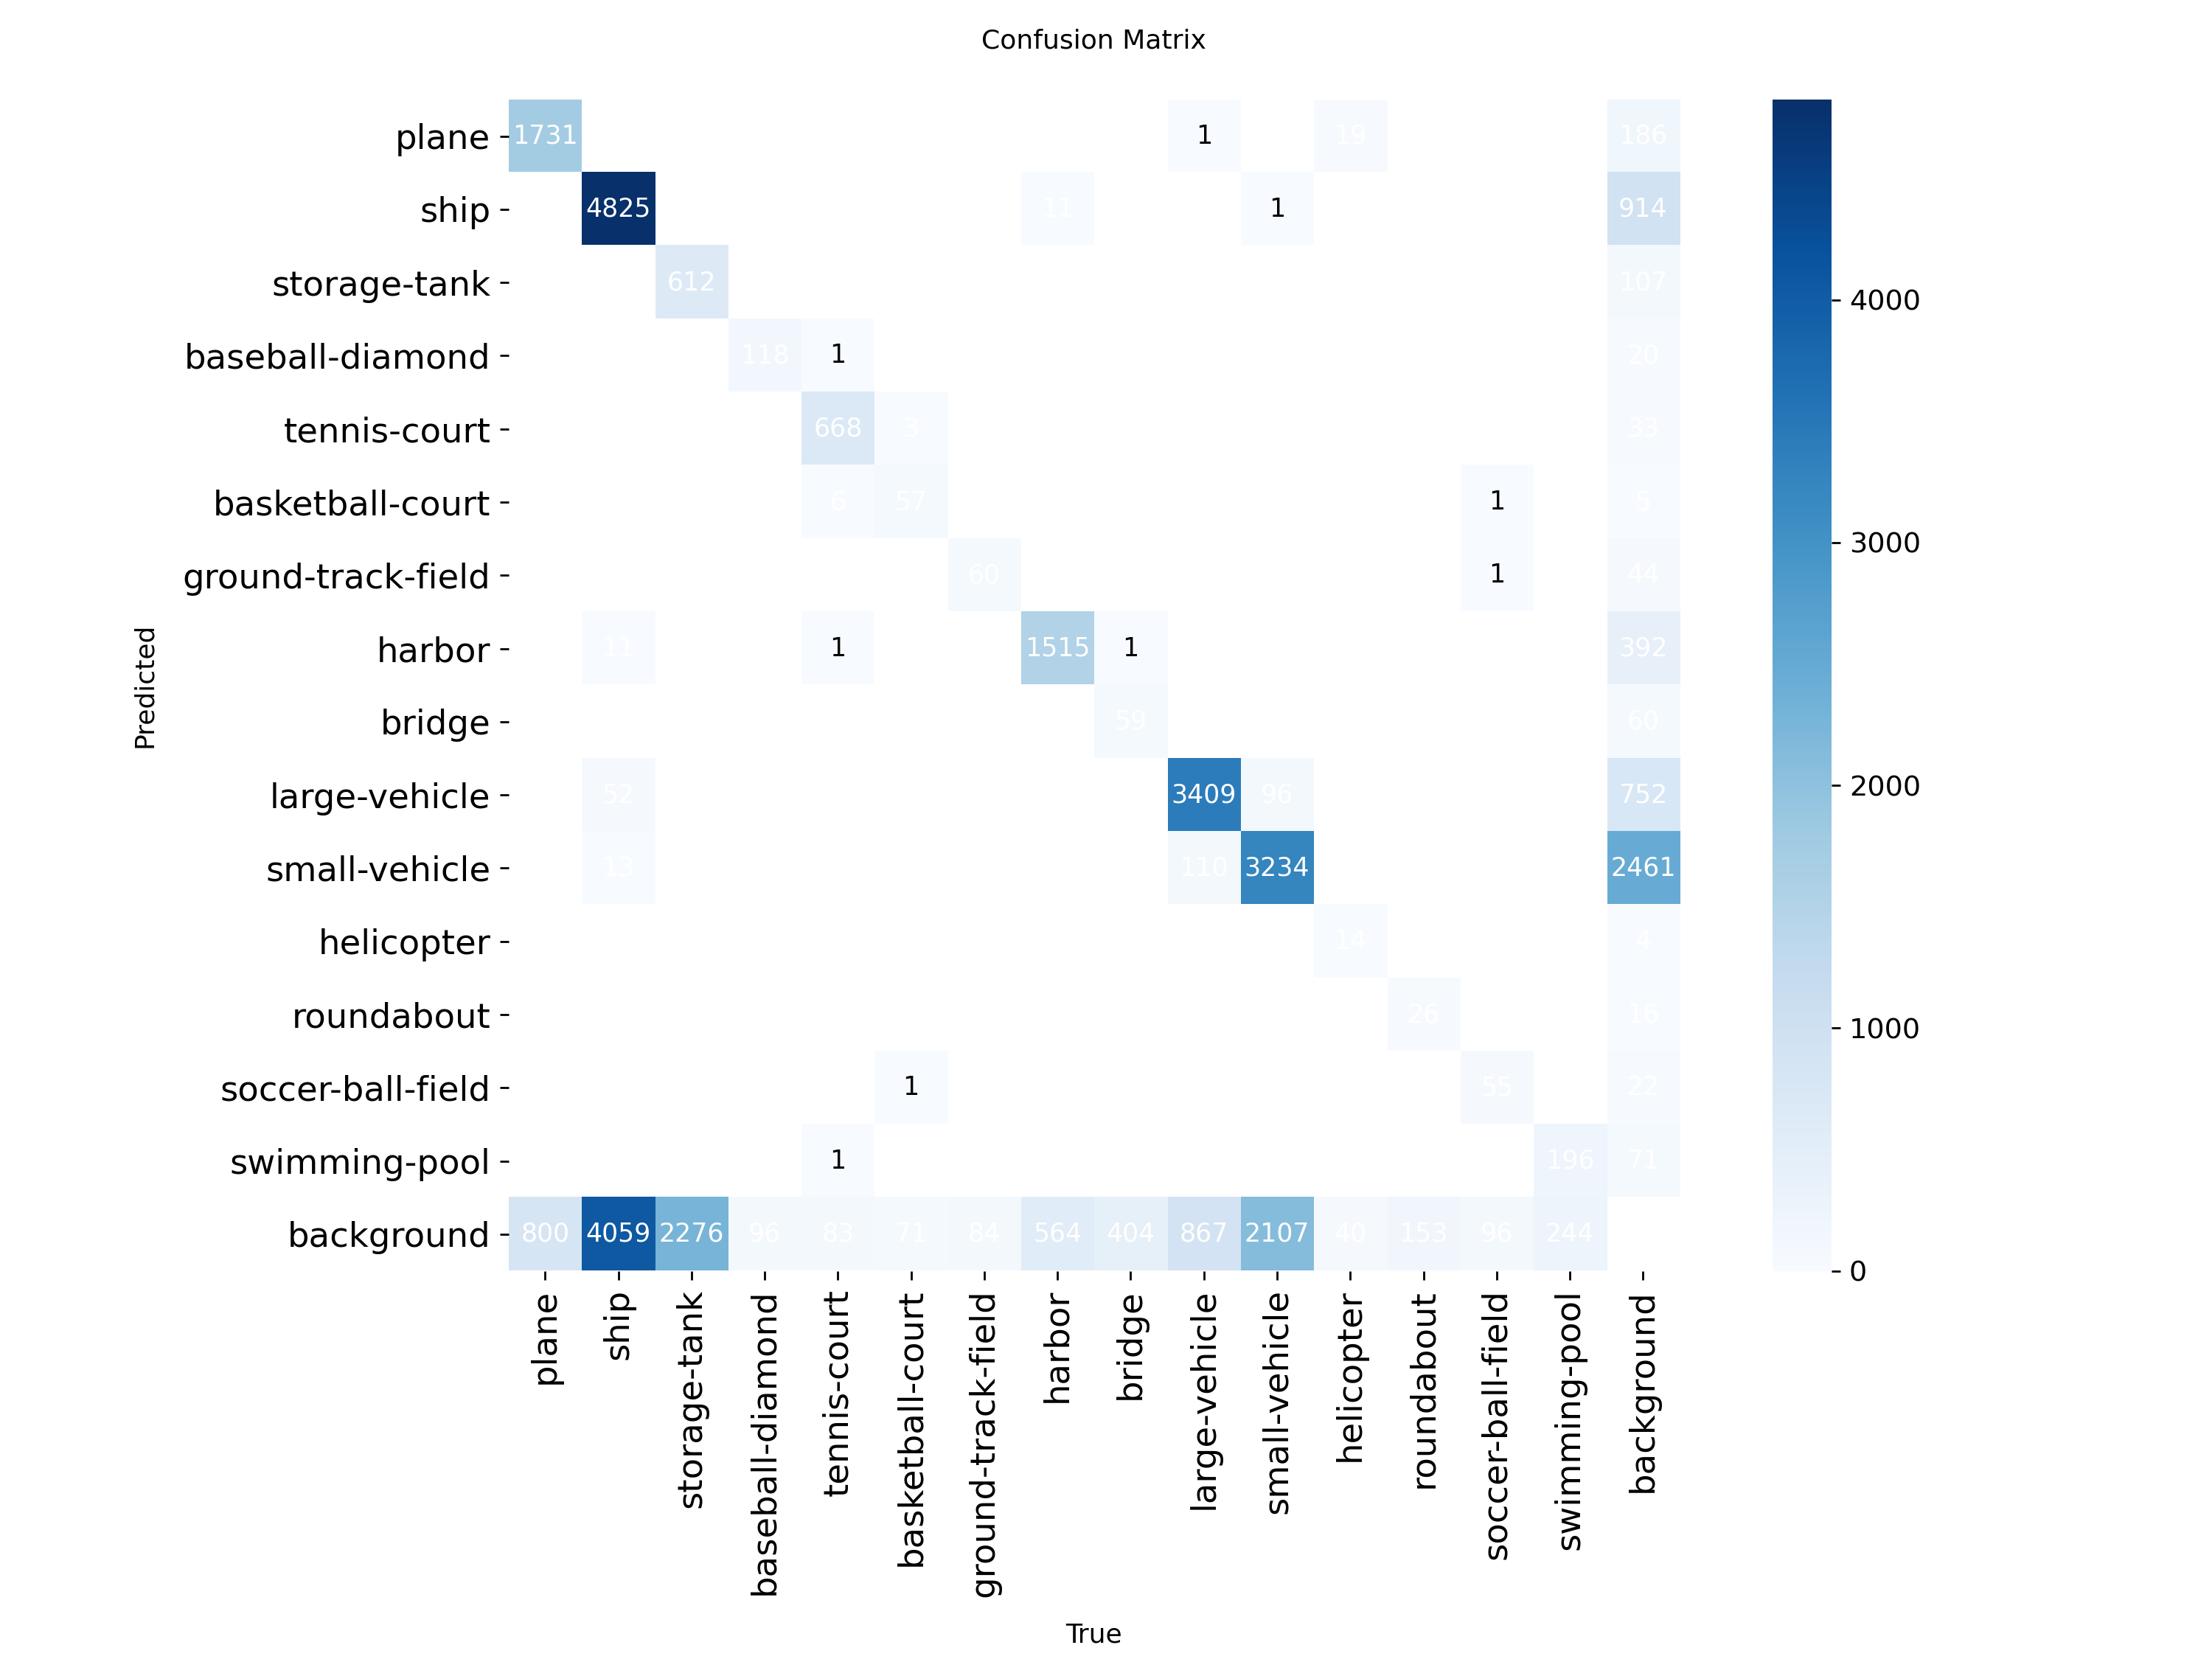 Confusion Matrix
plane 1731 1 19 186
ship 4825 11 1 914
storage-tank 612 107
baseball-diamond 118 1 20
tennis-court 668 3 33
basketball-court 6 57 1 5
ground-track-field 60 1 44
harbor 11 1 1515 1 392
bridge 59 60
large-vehicle 52 3409 96 752
small-vehicle 13 110 3234 2461
helicopter 14 4
roundabout 26 16
soccer-ball-field 1 55 22
swimming-pool 1 196 71
background 800 4059 2276 96 83 71 84 564 404 867 2107 40 153 96 244
Predicted
plane
ship
storage-tank
baseball-diamond
tennis-court
basketball-court
ground-track-field
harbor
bridge
large-vehicle
small-vehicle
helicopter
roundabout
soccer-ball-field
swimming-pool
background
True
4000
3000
2000
1000
0